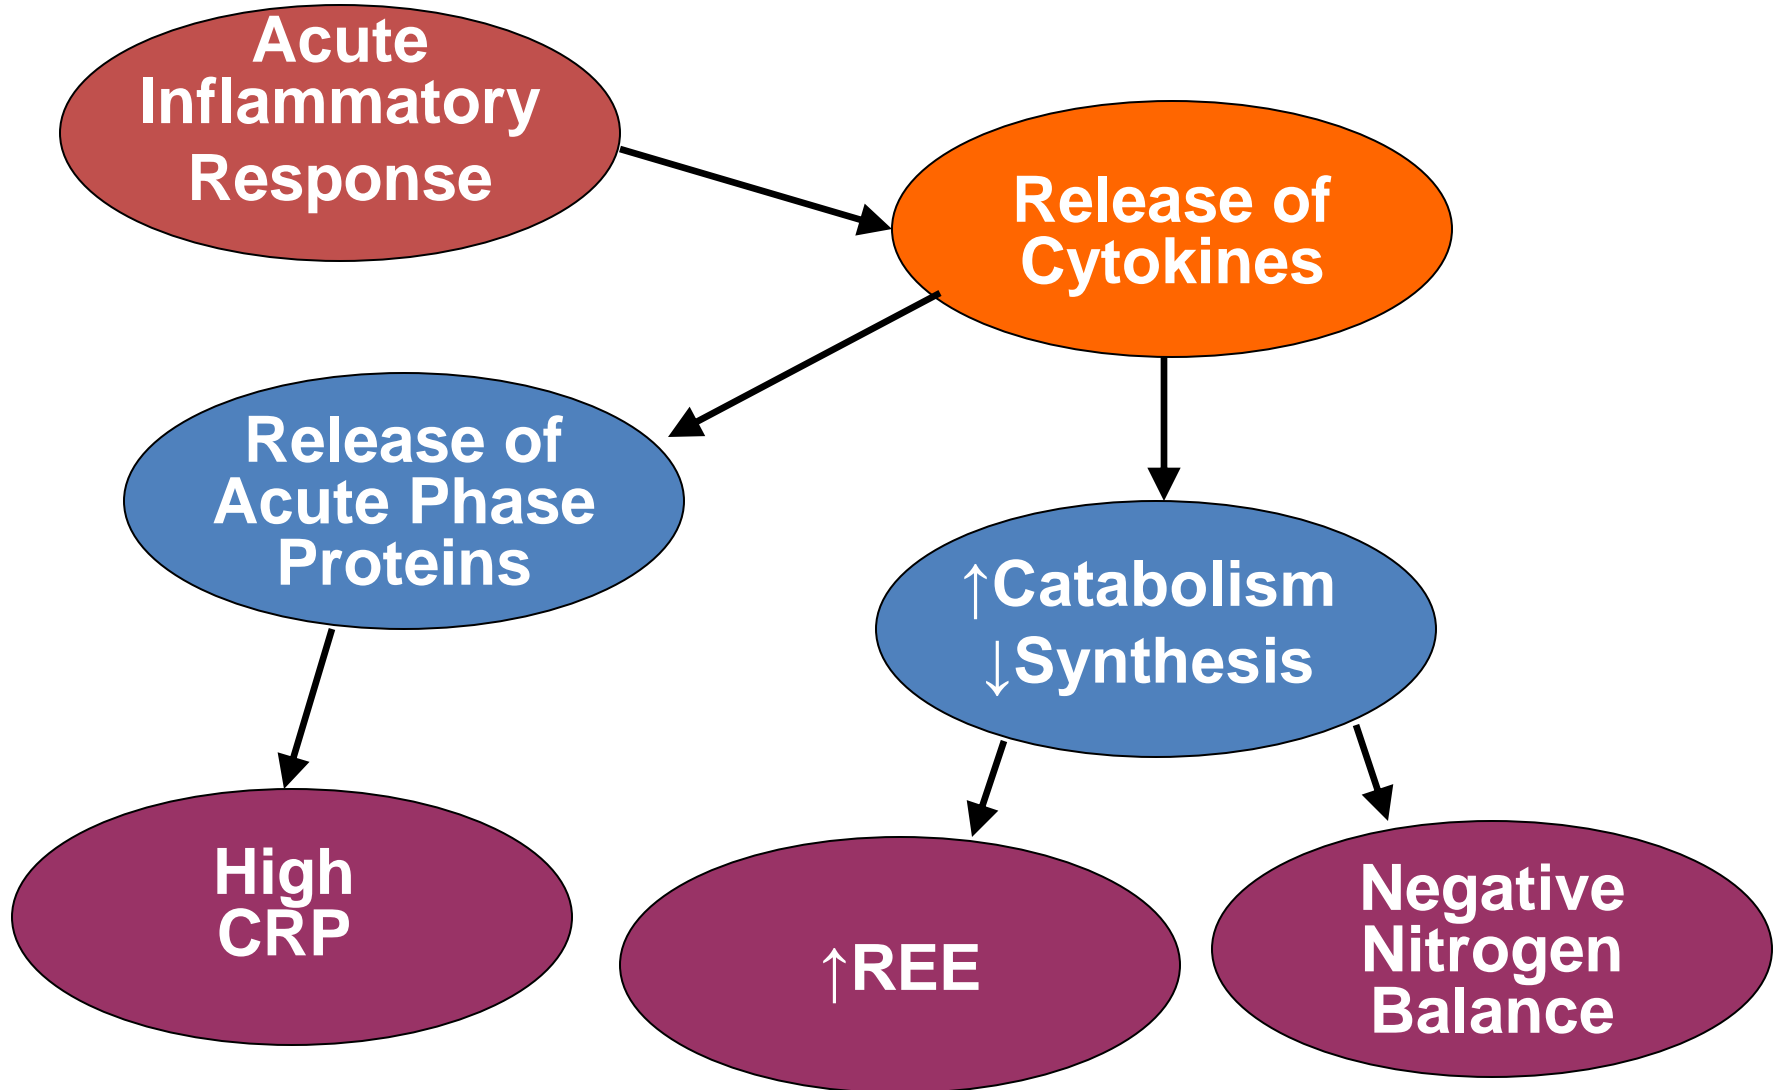 Acute
Inflammatory
Response
Release of
Cytokines
Release of
Acute Phase
Proteins
↑Catabolism
↓Synthesis
High
CRP
↑REE
Negative
Nitrogen
Balance